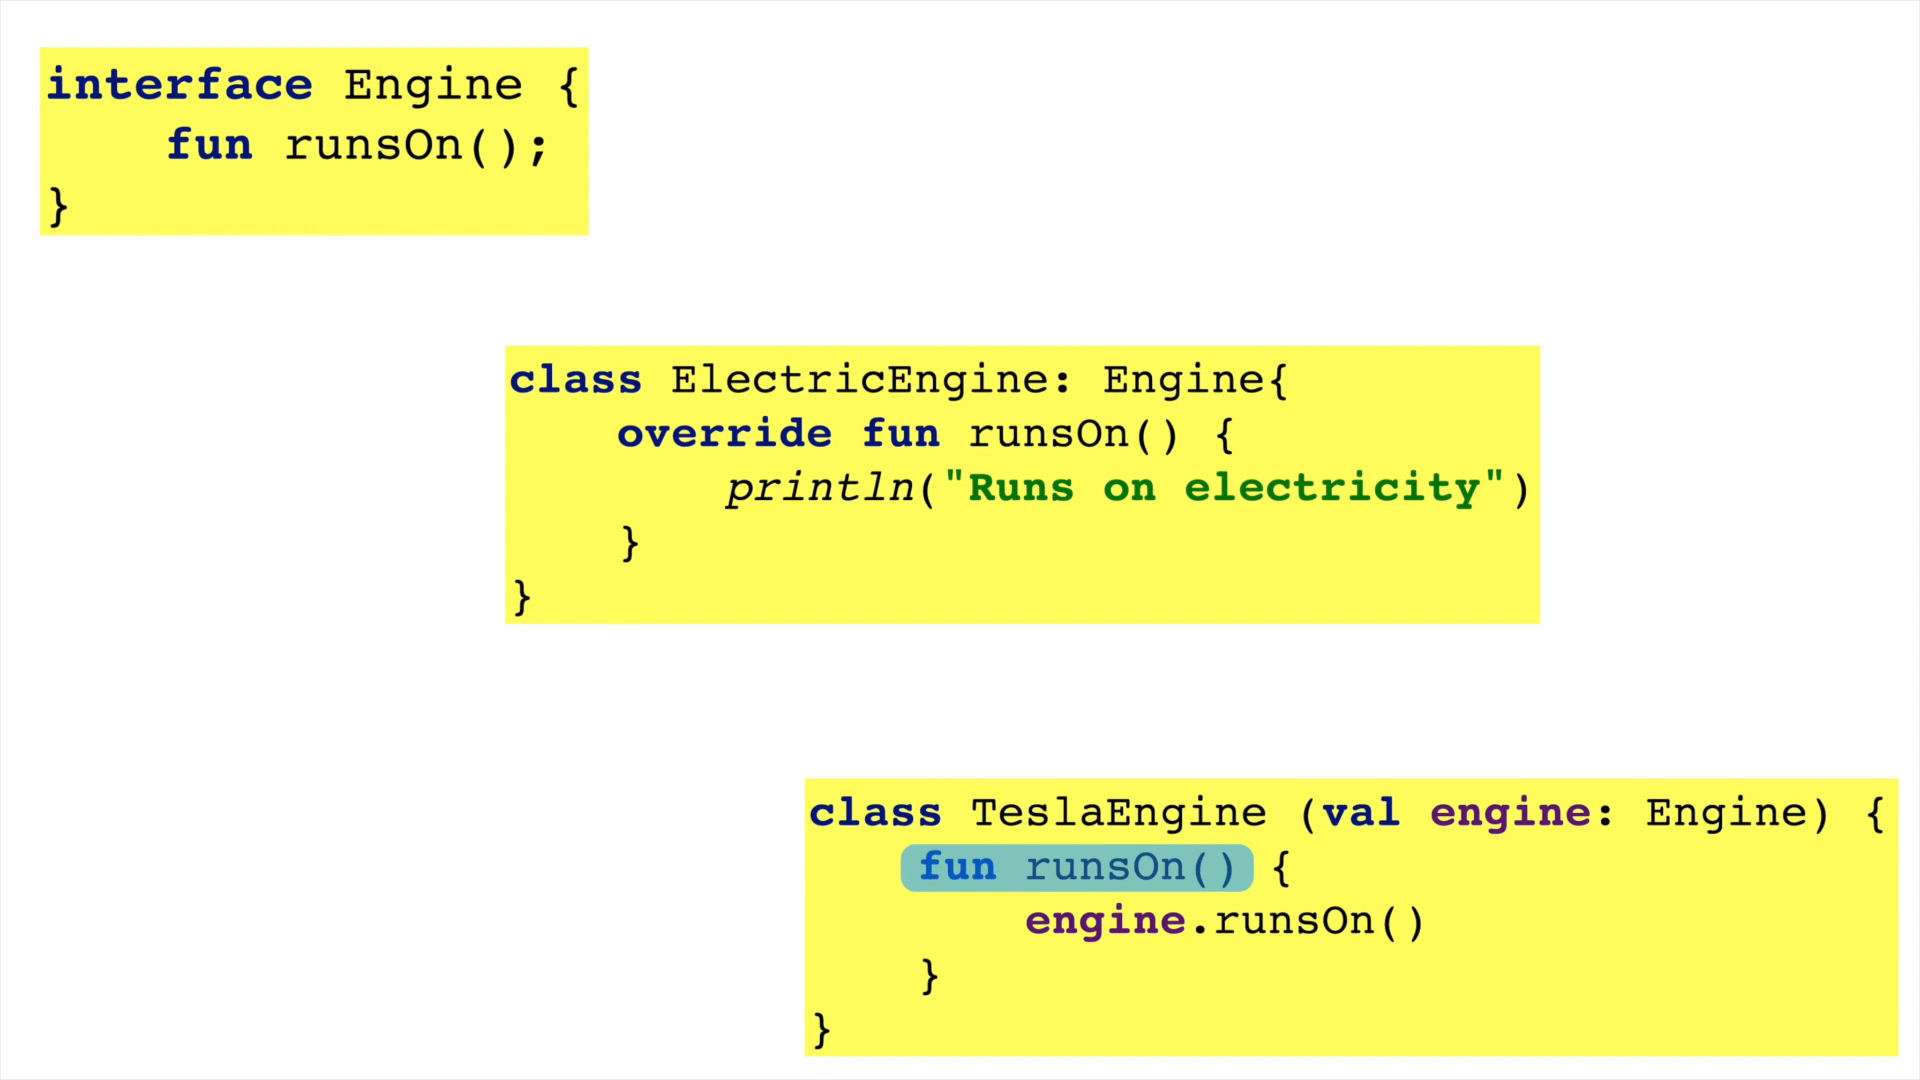 interface Engine {
fun runsOn();
}
class ElectricEngine: Engine{
override fun runsOn() {
println("Runs on electricity")
}
}
class TeslaEngine (val engine: Engine) {
fun runsOn() {
engine.runsOn()
}
}